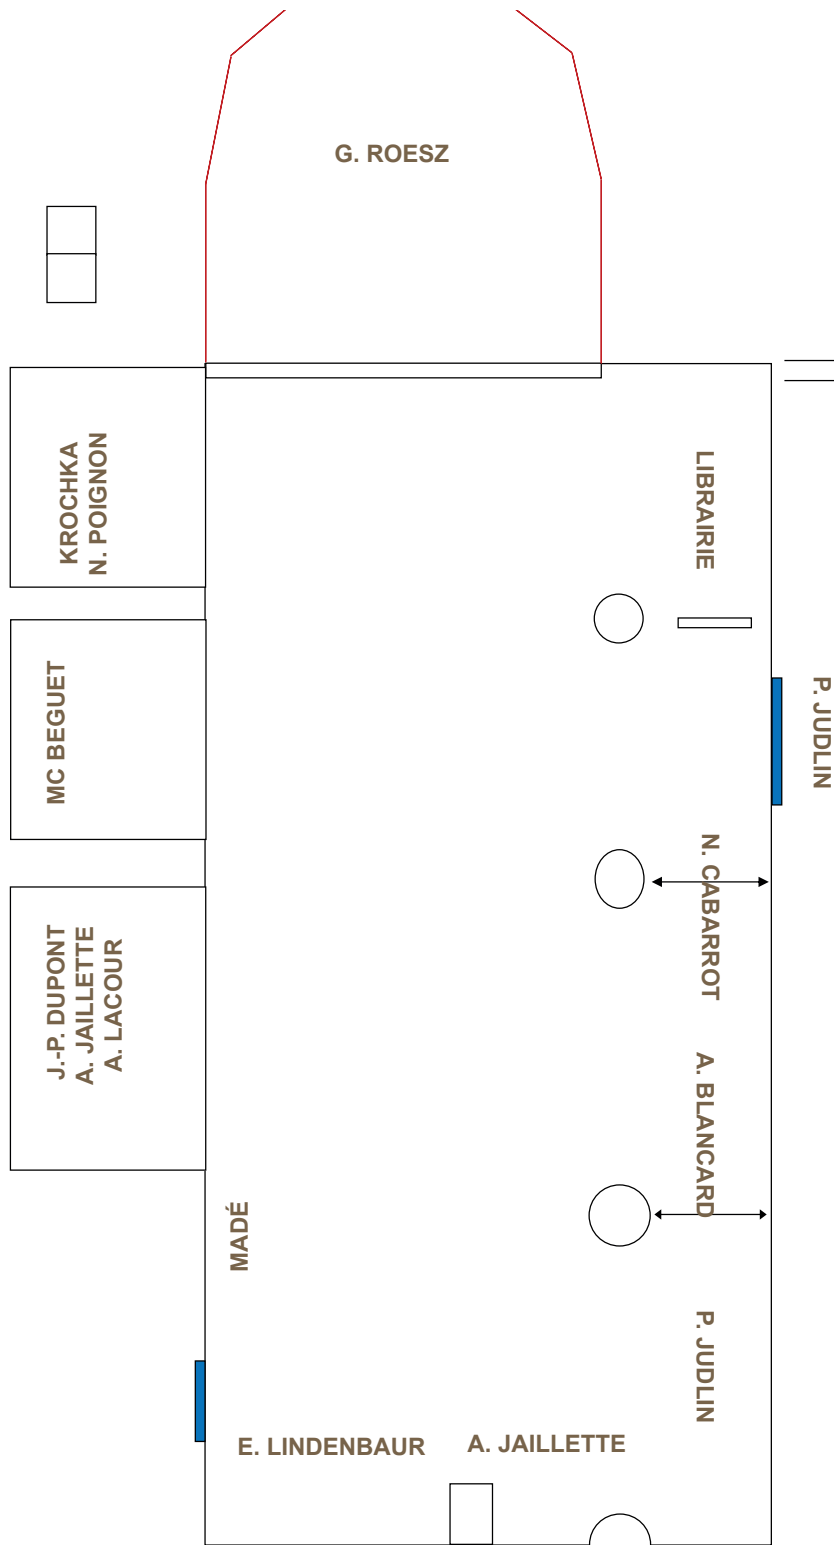 G. ROESZ
KROCHKA
N. POIGNON
LIBRAIRIE
MC BEGUET
P. JUDLIN
N. CABARROT
J.-P. DUPONT
A. JAILLETTE
A. LACOUR
A. BLANCARD
MADÉ
P. JUDLIN
E. LINDENBAUR
A. JAILLETTE